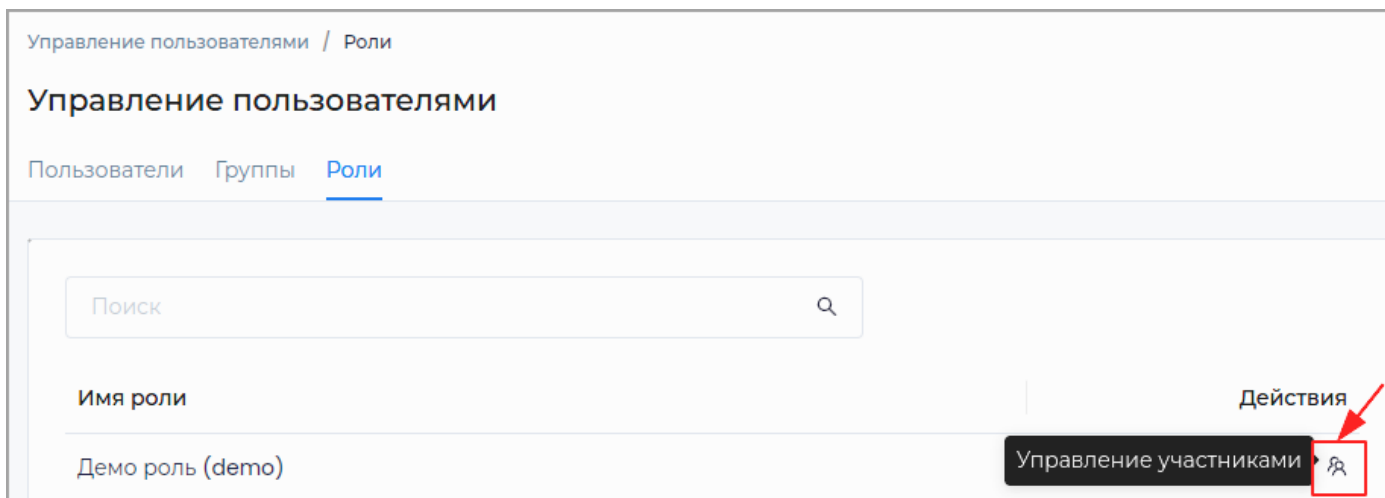 Управление пользователями / Роли
Управление пользователями
Пользователи Группы Роли
Поиск
Имя роли Действия
Демо роль (demo) Управление участниками